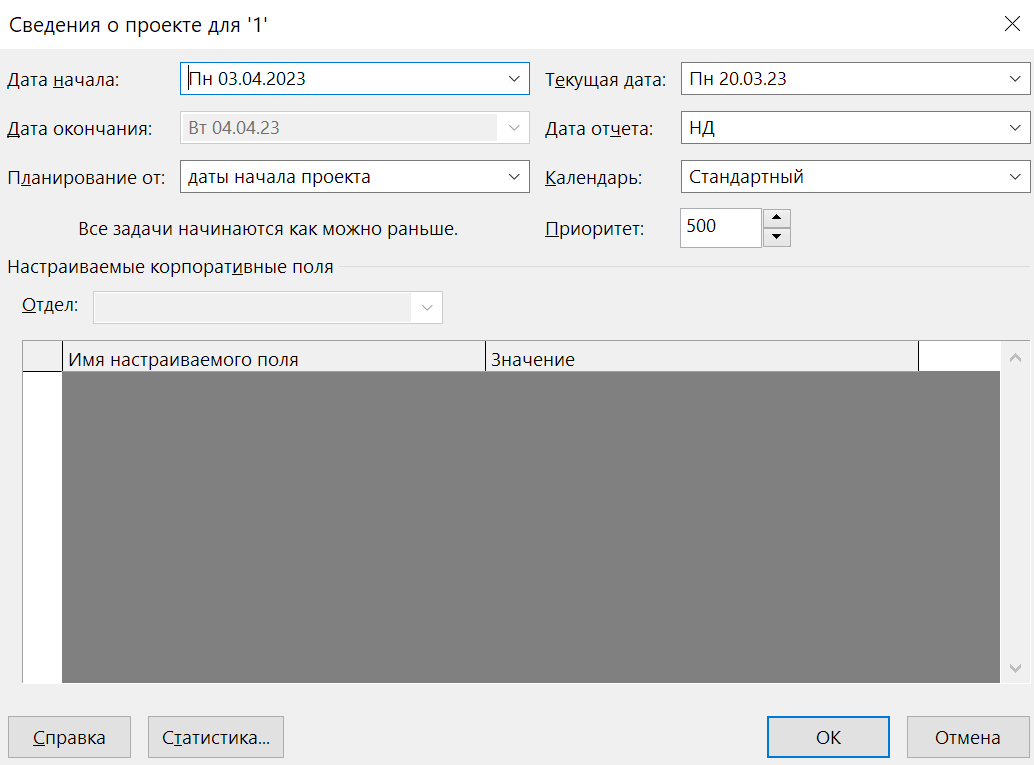 Сведения о проекте для '1'
Дата начала: Пн 03.04.2023 Текущая дата: Пн 20.03.23
Дата окончания: Вт 04.04.23 Дата отчета: НД
Планирование от: даты начала проекта Календарь: Стандартный
Все задачи начинаются как можно раньше. Приоритет: 500
Настраиваемые корпоративные поля
Отдел:
Имя настраиваемого поля Значение
Справка Статистика... ОК Отмена